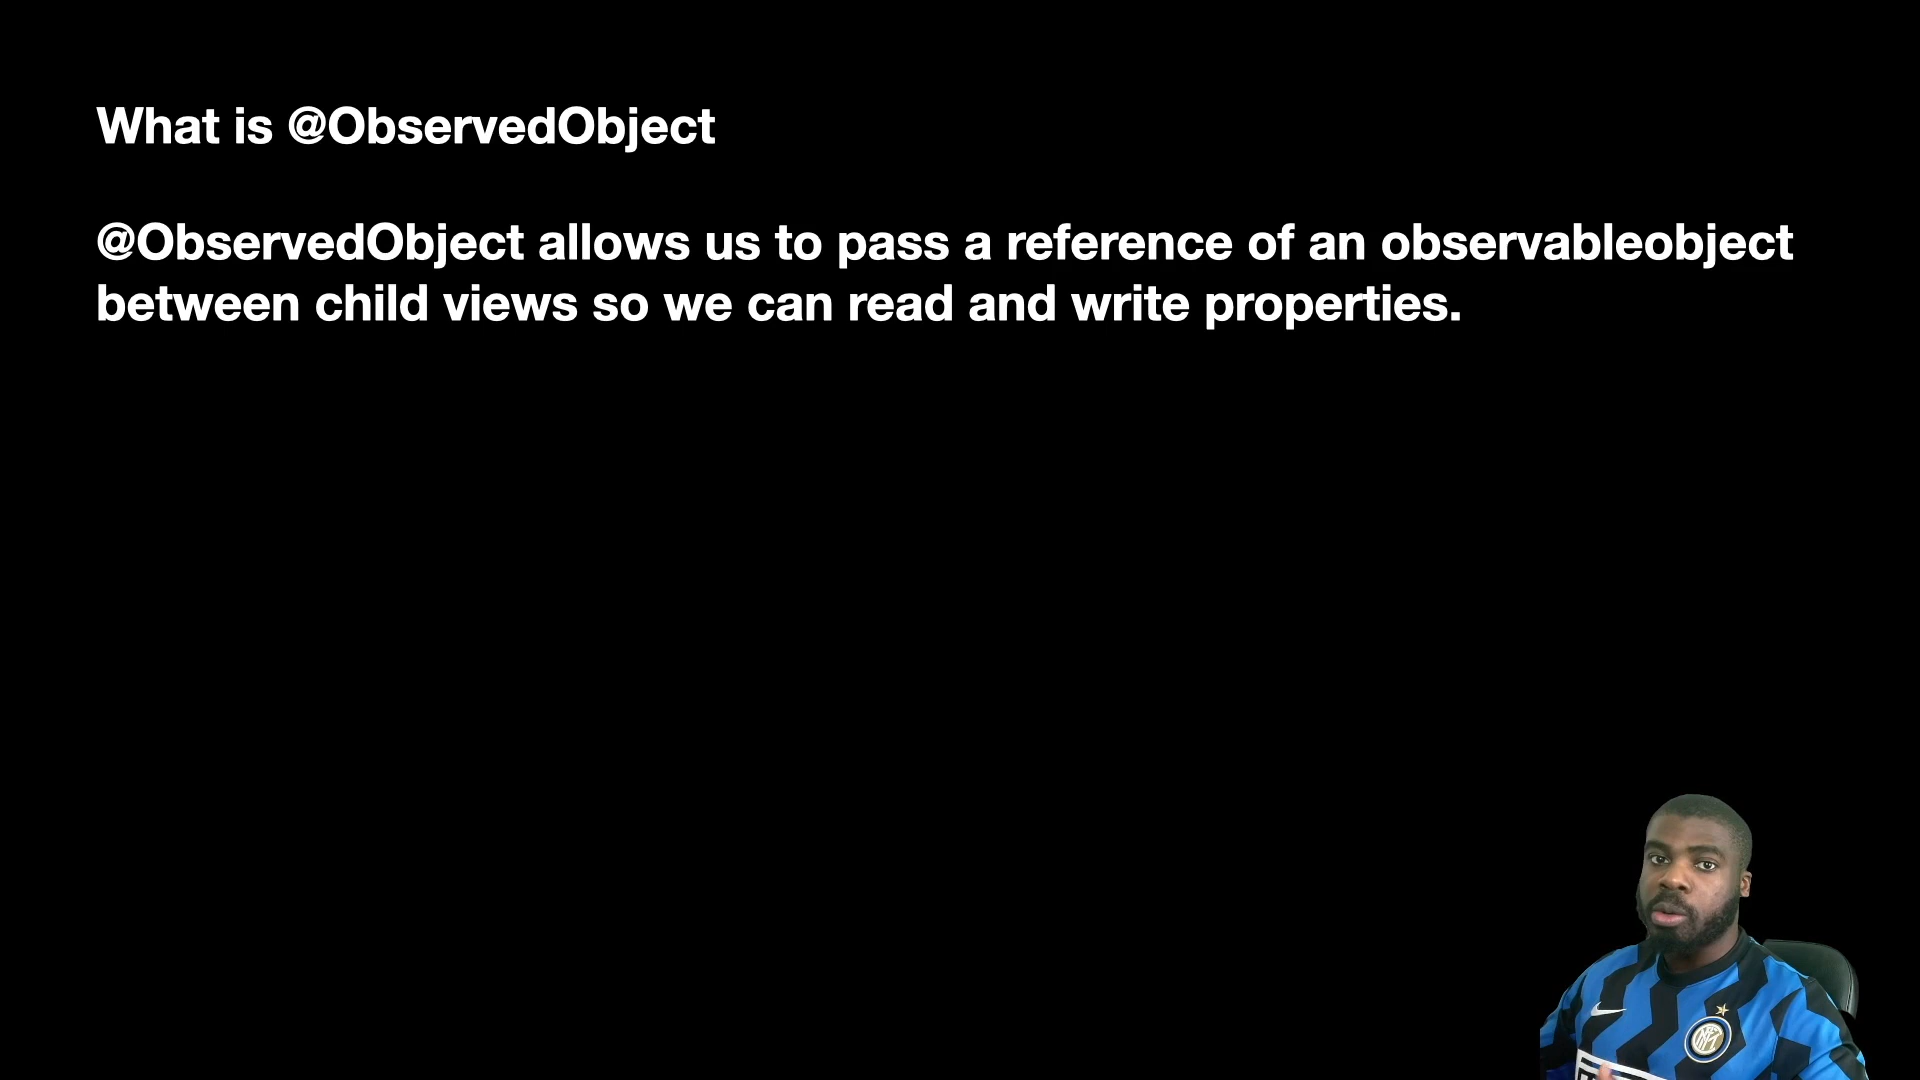 What is @ObservedObject
@ObservedObject allows us to pass a reference of an observableobject
between child views so we can read and write properties.